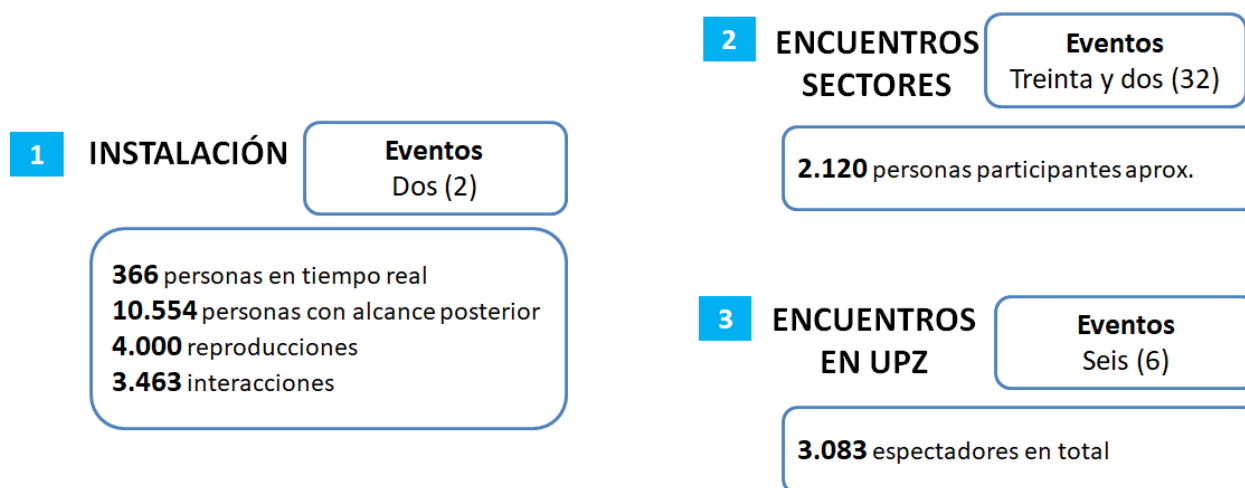 1
INSTALACIÓN
Eventos
Dos (2)
366 personas en tiempo real
10.554 personas con alcance posterior
4.000 reproducciones
3.463 interacciones
2
ENCUENTROS
SECTORES
Eventos
Treinta y dos (32)
2.120 personas participantes aprox.
3
ENCUENTROS
EN UPZ
Eventos
Seis (6)
3.083 espectadores en total